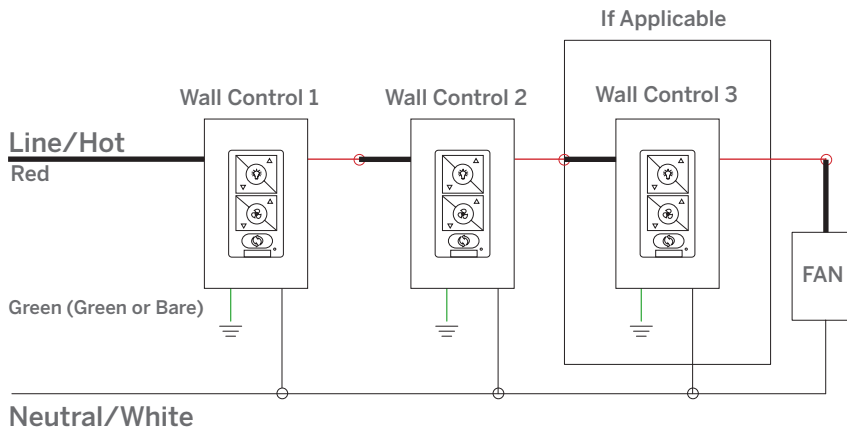 If Applicable
Wall Control 1
Wall Control 2
Wall Control 3
Line/Hot
Red
FAN
Green (Green or Bare)
Neutral/White